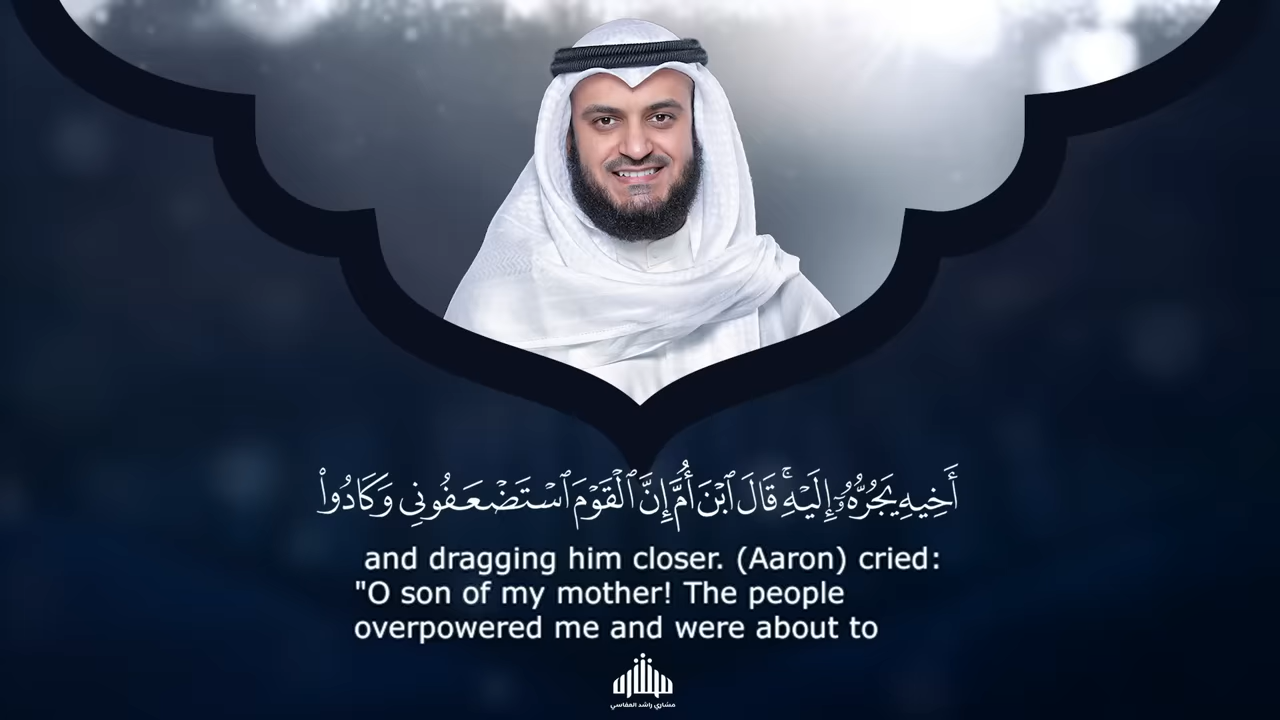 أَخِيهِ يَجُرُّهُۥٓ إِلَيْهِ ۚ قَالَ ٱبْنَ أُمَّ إِنَّ ٱلْقَوْمَ ٱسْتَضْعَفُونِى وَكَادُوا۟
and dragging him closer. (Aaron) cried:
"O son of my mother! The people
overpowered me and were about to
مشاري راشد العفاسي